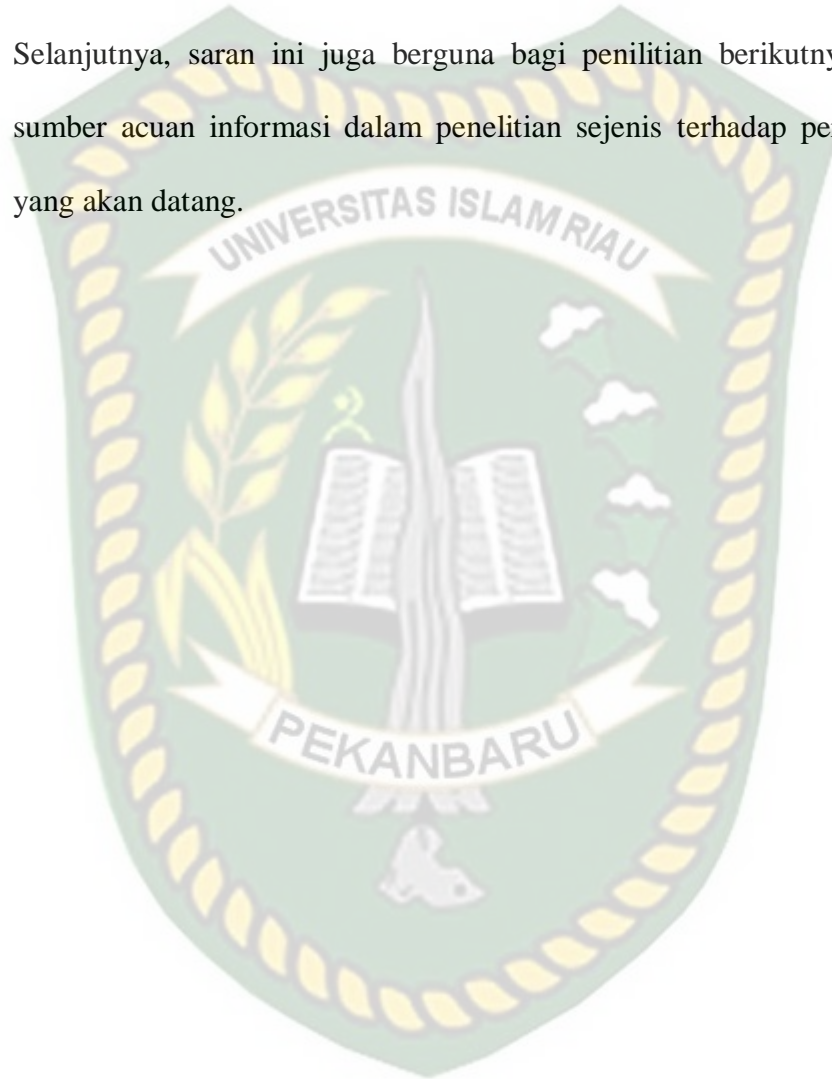 Selanjutnya, saran ini juga berguna bagi penilitian berikutny
sumber acuan informasi dalam penelitian sejenis terhadap pe
yang akan datang.
UNIVERSITAS ISLAM RIAU
PEKANBARU